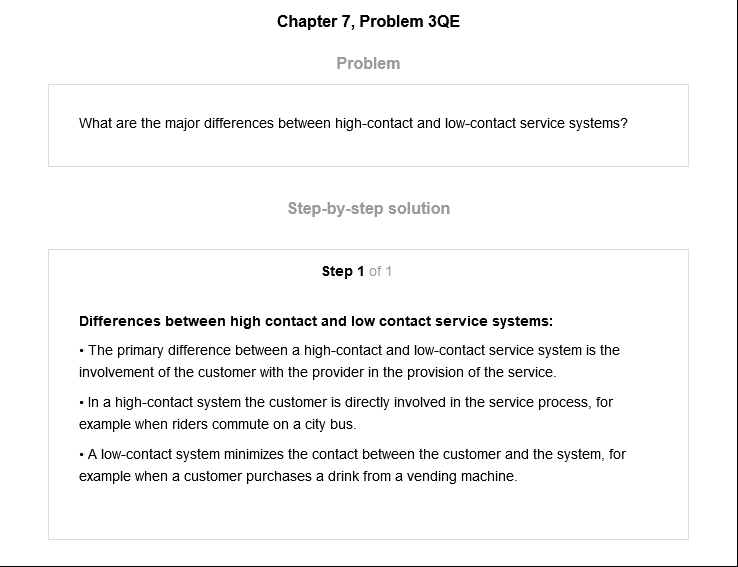 Chapter 7, Problem 3QE
Problem
What are the major differences between high-contact and low-contact service systems?
Step-by-step solution
Step 1 of 1
Differences between high contact and low contact service systems:
• The primary difference between a high-contact and low-contact service system is the
involvement of the customer with the provider in the provision of the service.
• In a high-contact system the customer is directly involved in the service process, for
example when riders commute on a city bus.
• A low-contact system minimizes the contact between the customer and the system, for
example when a customer purchases a drink from a vending machine.